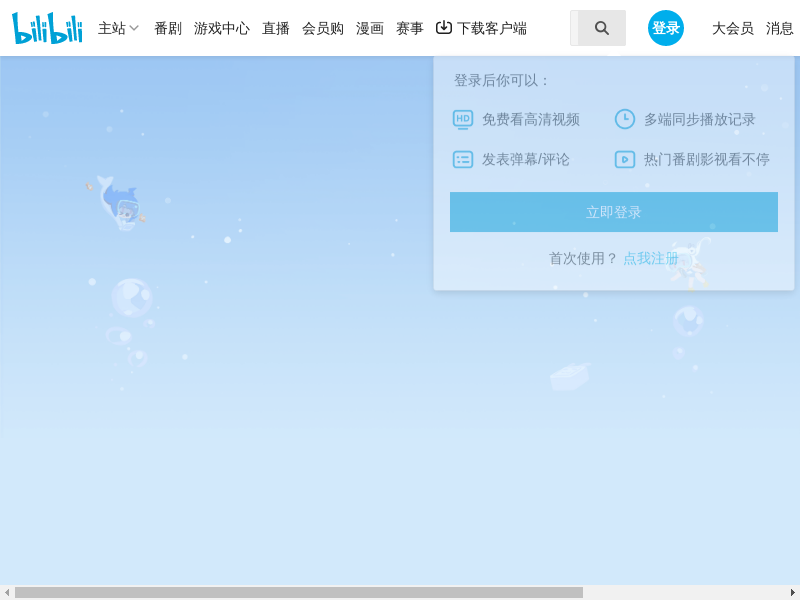 bilibili 主站 番剧 游戏中心 直播 会员购 漫画 赛事 下载客户端 登录 大会员 消息
登录后你可以：
HD 免费看高清视频 多端同步播放记录
发表弹幕/评论 热门番剧影视看不停
立即登录
首次使用？ 点我注册